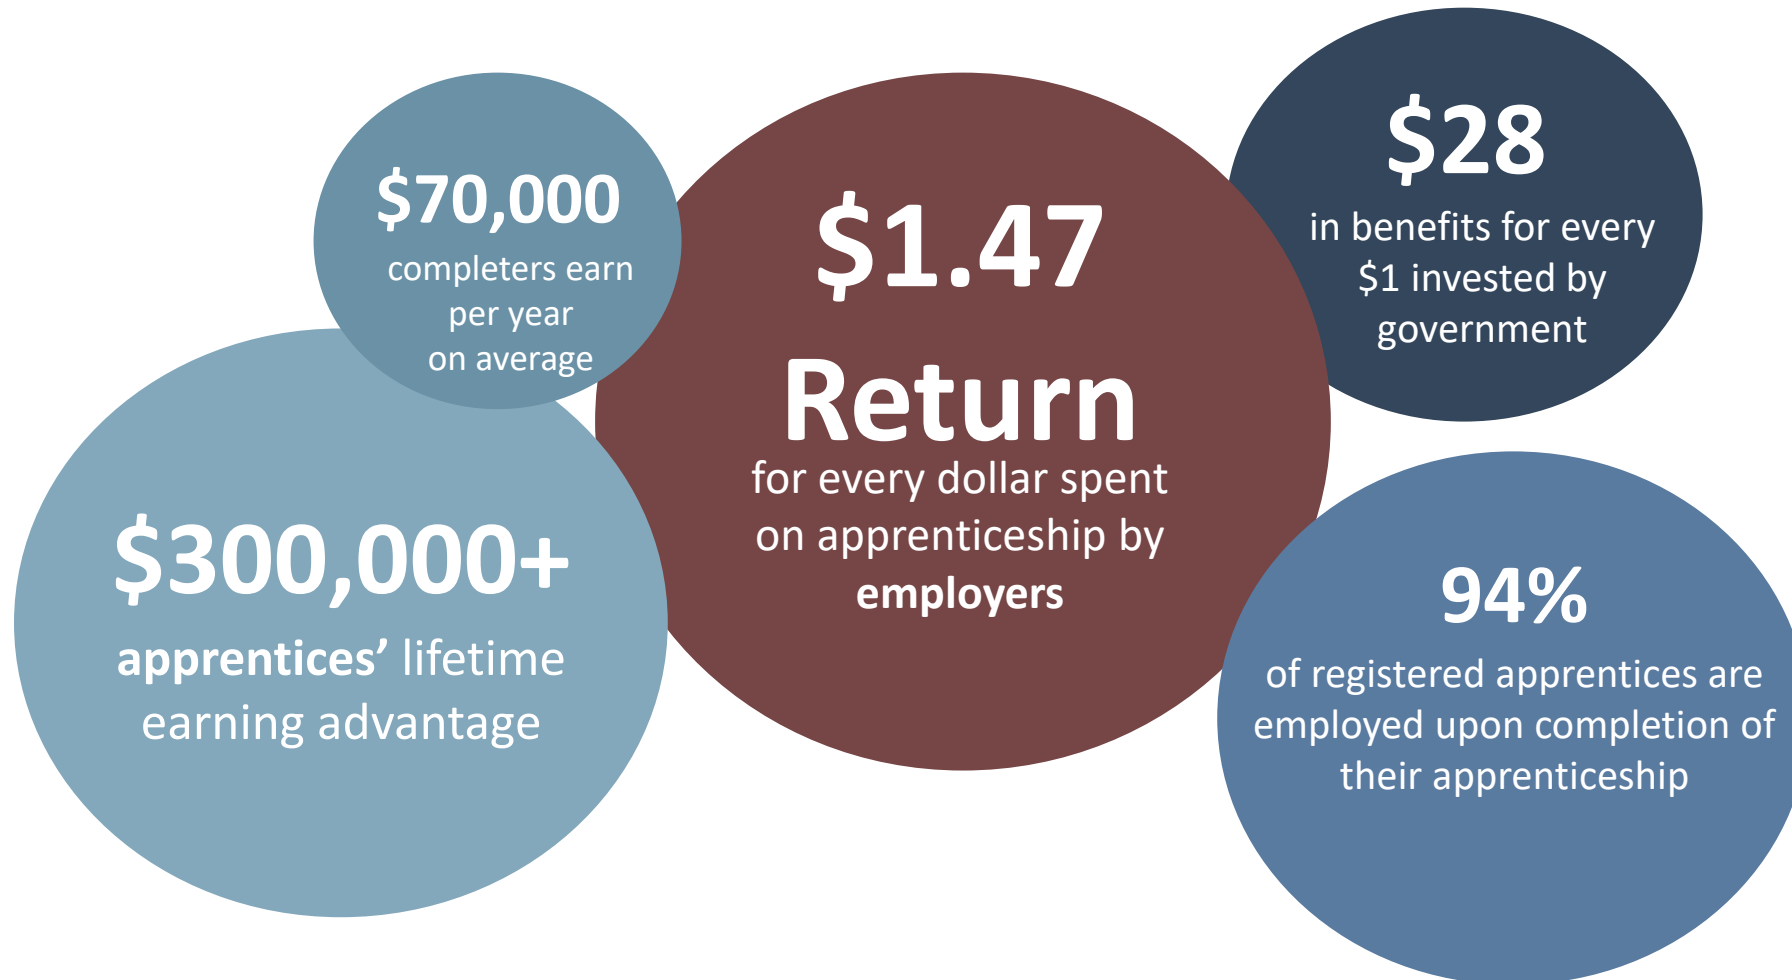 $70,000
completers earn
per year
on average
$300,000+
apprentices’ lifetime
earning advantage
$1.47
Return
for every dollar spent
on apprenticeship by
employers
$28
in benefits for every
$1 invested by
government
94%
of registered apprentices are
employed upon completion of
their apprenticeship